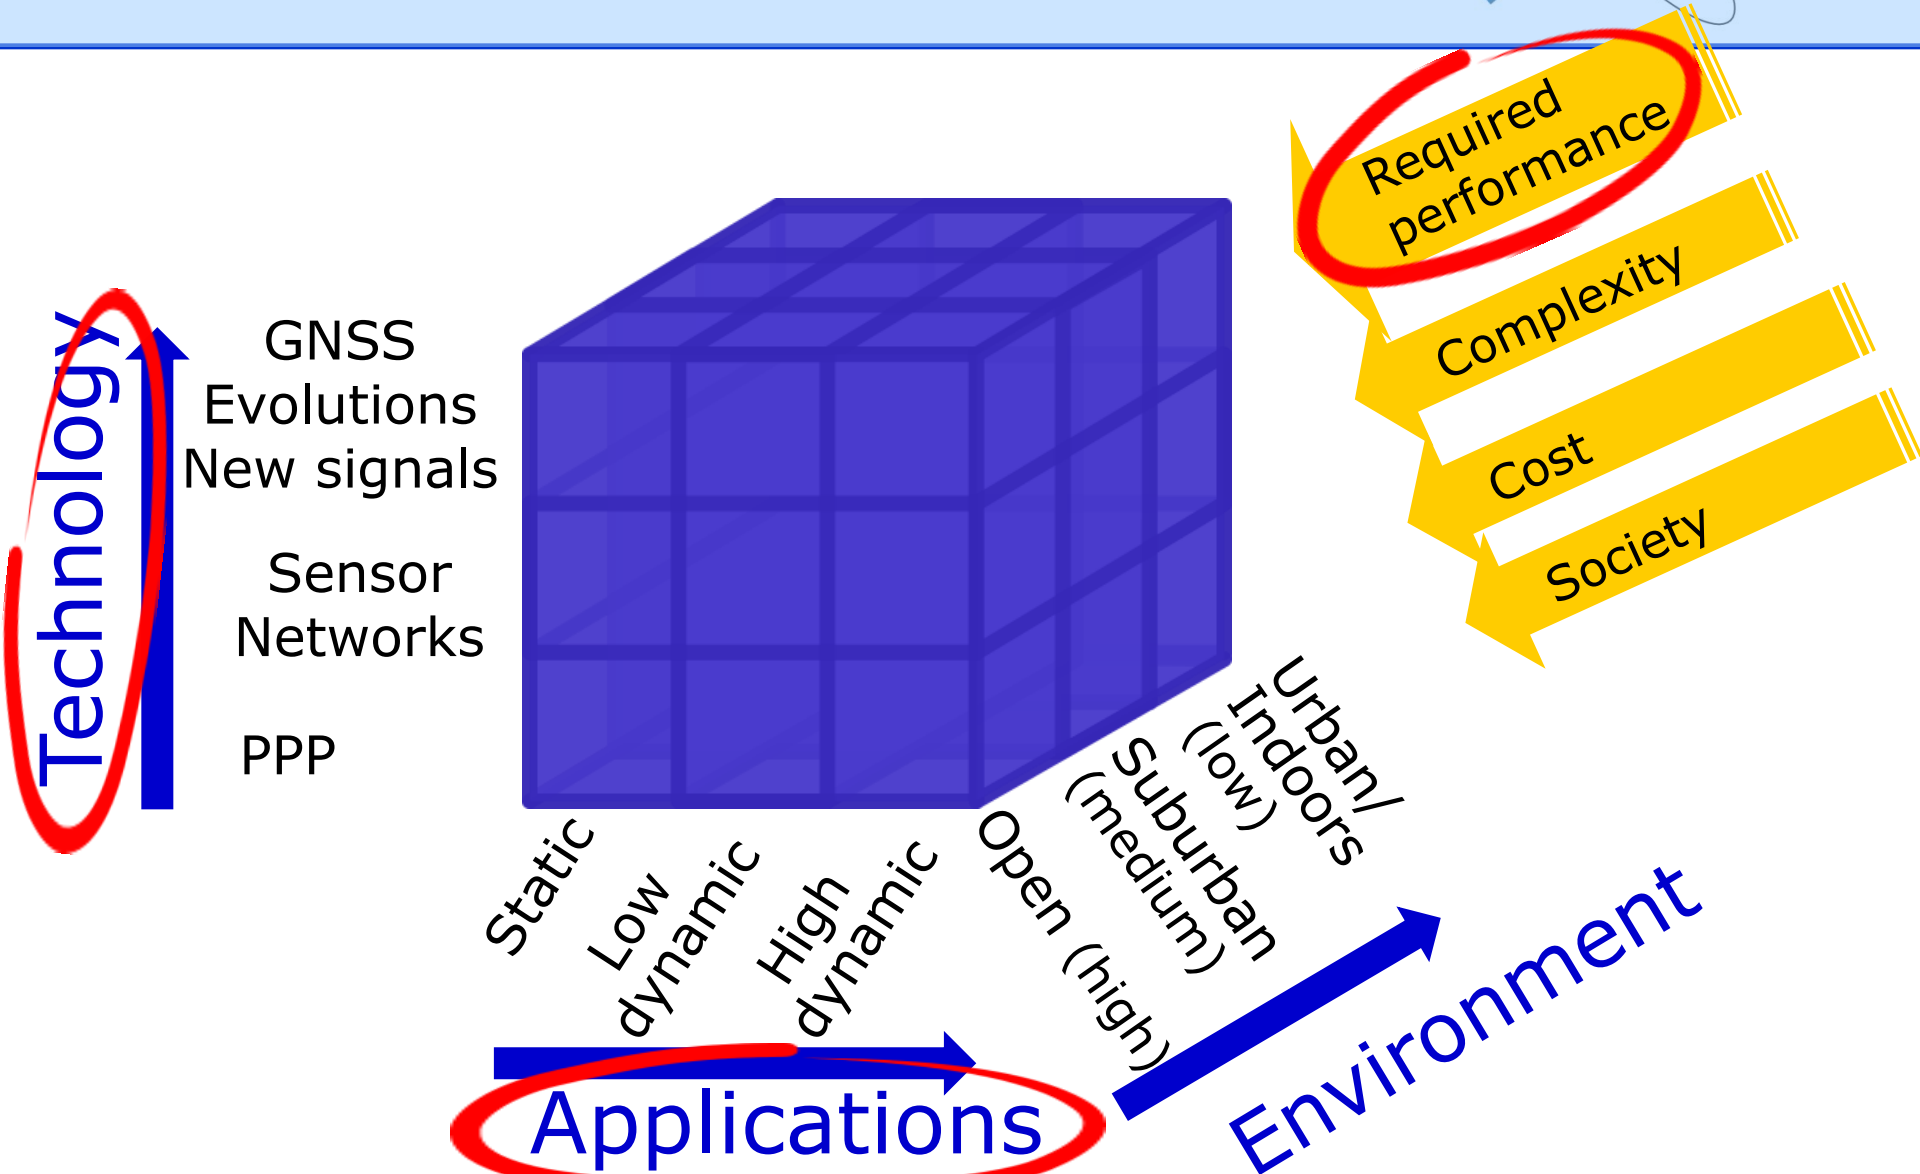 Required
performance
Complexity
Cost
Society
Technology
GNSS
Evolutions
New signals
Sensor
Networks
PPP
Static
Low
dynamic
High
dynamic
Open (high)
Suburban
(medium)
Urban/
Indoors
(low)
Applications
Environment